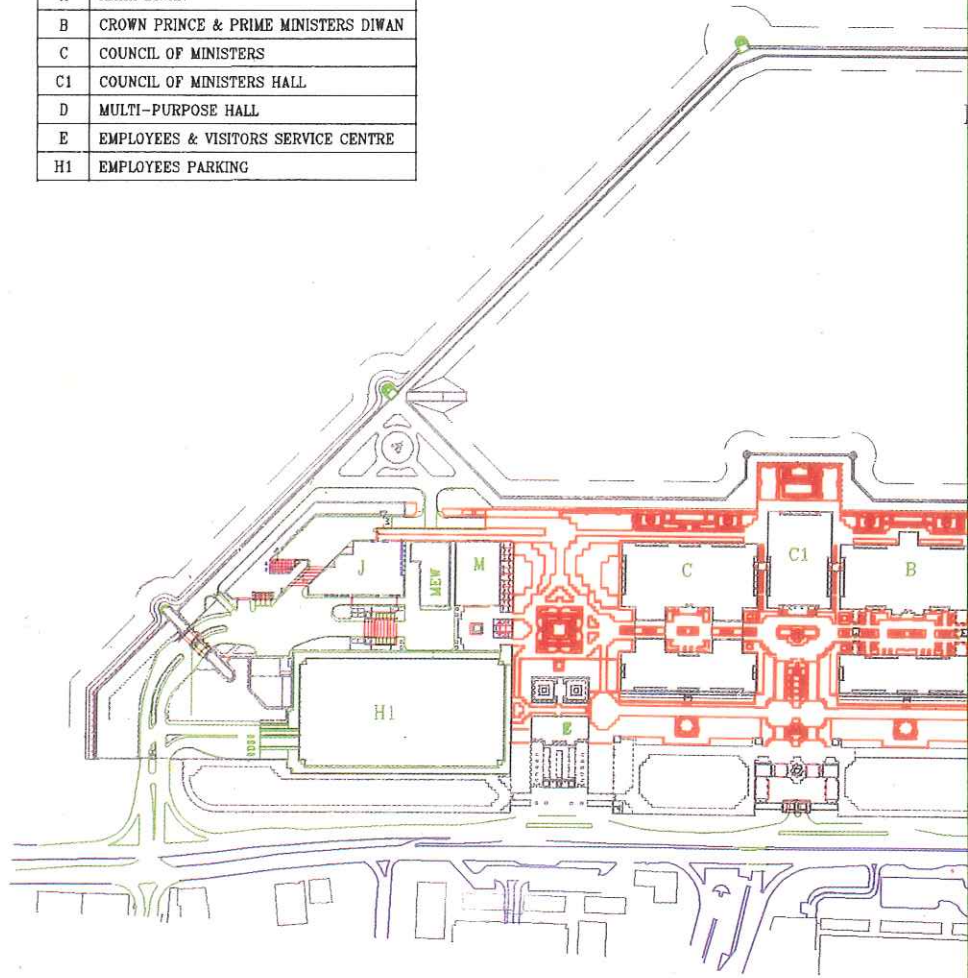 B CROWN PRINCE & PRIME MINISTERS DIWAN
C COUNCIL OF MINISTERS
C1 COUNCIL OF MINISTERS HALL
D MULTI-PURPOSE HALL
E EMPLOYEES & VISITORS SERVICE CENTRE
H1 EMPLOYEES PARKING
J
MEW
M
C
C1
B
H1
E